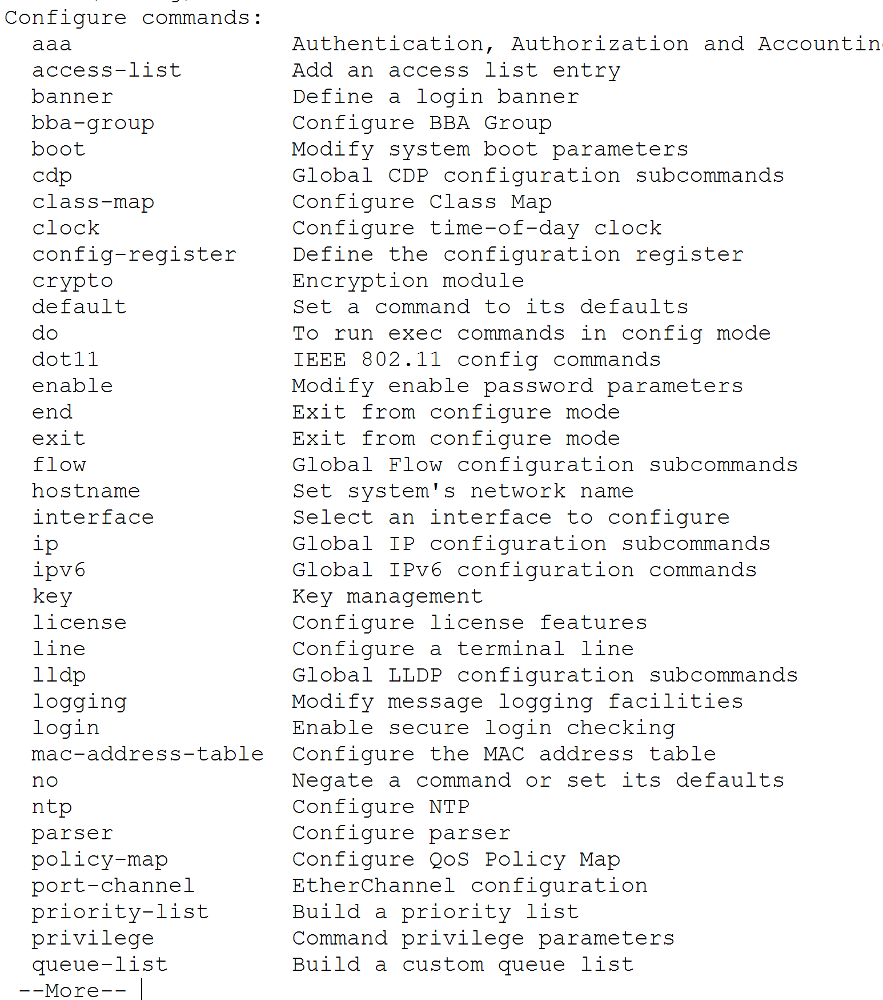 Configure commands:
  aaa                Authentication, Authorization and Accountin
  access-list        Add an access list entry
  banner             Define a login banner
  bba-group          Configure BBA Group
  boot               Modify system boot parameters
  cdp                Global CDP configuration subcommands
  class-map          Configure Class Map
  clock              Configure time-of-day clock
  config-register    Define the configuration register
  crypto             Encryption module
  default            Set a command to its defaults
  do                 To run exec commands in config mode
  dot11              IEEE 802.11 config commands
  enable             Modify enable password parameters
  end                Exit from configure mode
  exit               Exit from configure mode
  flow               Global Flow configuration subcommands
  hostname           Set system's network name
  interface          Select an interface to configure
  ip                 Global IP configuration subcommands
  ipv6               Global IPv6 configuration commands
  key                Key management
  license            Configure license features
  line               Configure a terminal line
  lldp               Global LLDP configuration subcommands
  logging            Modify message logging facilities
  login              Enable secure login checking
  mac-address-table  Configure the MAC address table
  no                 Negate a command or set its defaults
  ntp                Configure NTP
  parser             Configure parser
  policy-map         Configure QoS Policy Map
  port-channel       EtherChannel configuration
  priority-list      Build a priority list
  privilege          Command privilege parameters
  queue-list         Build a custom queue list
 --More--